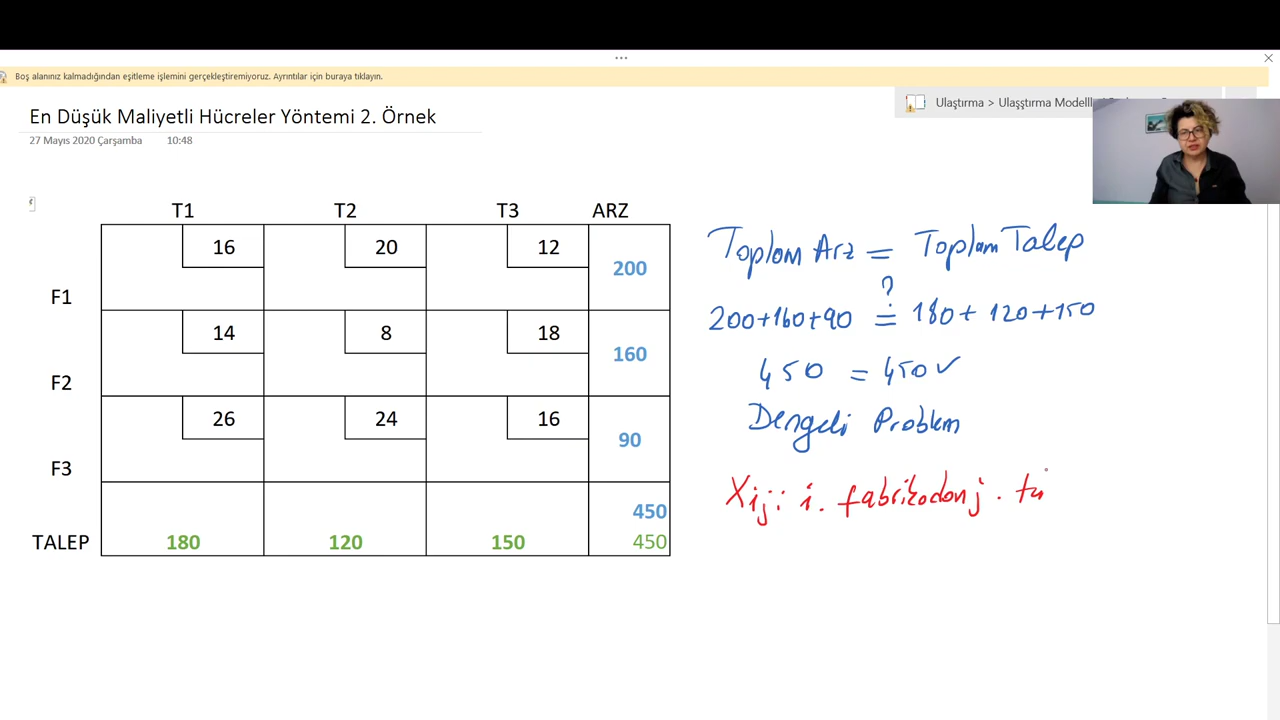 Boş alanınız kalmadığından eşitleme işlemini gerçekleştiremiyoruz. Ayrıntılar için buraya tıklayın.
En Düşük Maliyetli Hücreler Yöntemi 2. Örnek
27 Mayıs 2020 Çarşamba 10:48
Ulaştırma > Ulaşştırma
T1 T2 T3 ARZ
16 20 12
200
F1
14 8 18
160
F2
26 24 16
90
F3
450
TALEP 180 120 150 450
Toplam Arz = Toplam Talep
?
200+160+90 = 180+120+150
450 = 450 ✓
Dengeli Problem
Xij: i. fabrikadan j. tü